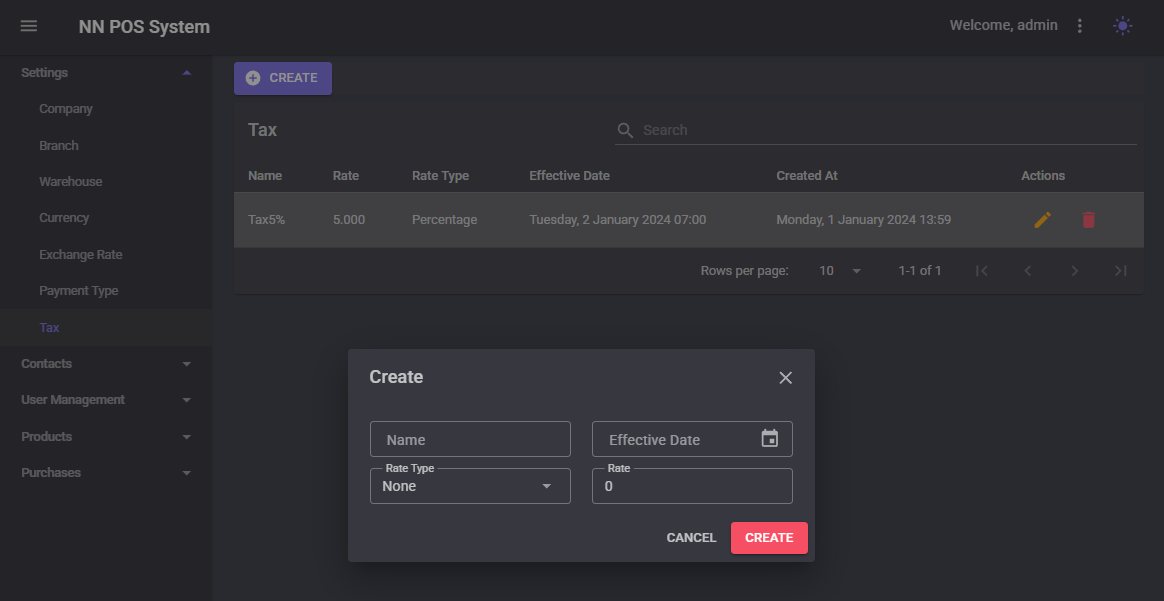 NN POS System
Welcome, admin
Settings
Company
Branch
Warehouse
Currency
Exchange Rate
Payment Type
Tax
Contacts
User Management
Products
Purchases
CREATE
Tax
Search
Name Rate Rate Type Effective Date Created At Actions
Tax5% 5.000 Percentage Tuesday, 2 January 2024 07:00 Monday, 1 January 2024 13:59
Rows per page: 10 1-1 of 1
Create
Name Effective Date
Rate Type Rate
None 0
CANCEL CREATE